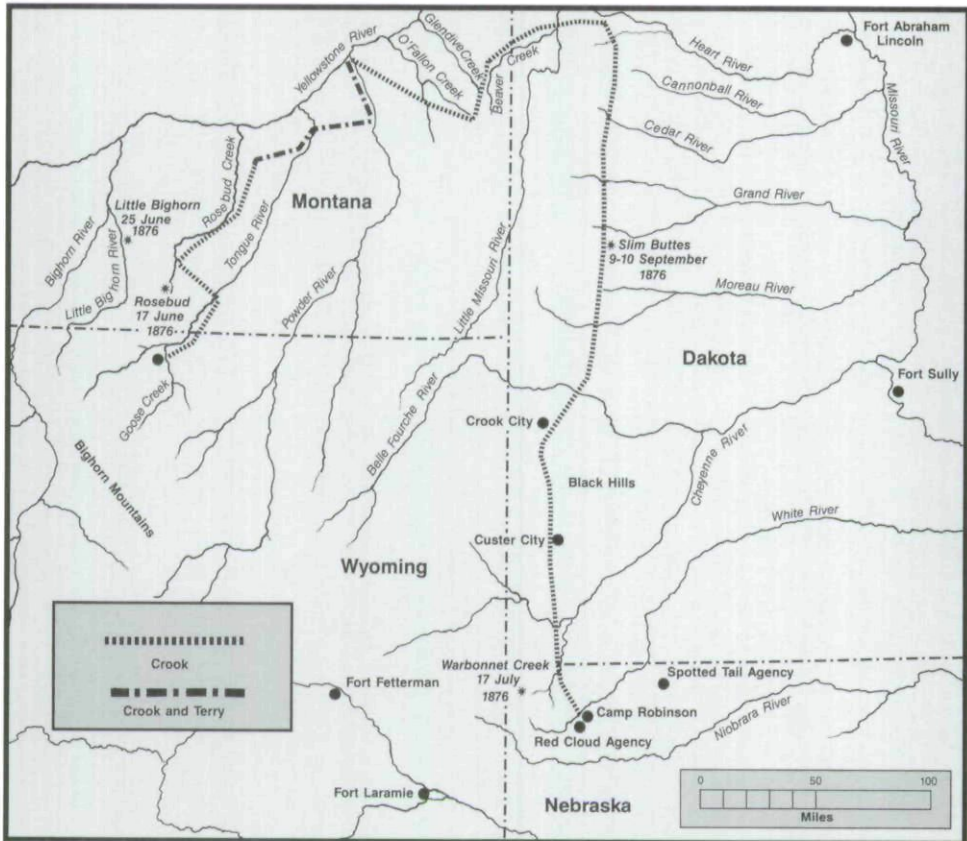 Fort Abraham
Lincoln
Glendive Creek
O'Fallon Creek
Yellowstone River
Beaver
Creek
Heart River
Cannonball River
Missouri River
Cedar River
Rosebud Creek
Montana
Little Bighorn
25 June
1876
Grand River
Tongue River
Bighorn River
Slim Buttes
9-10 September
1876
Little Bighorn River
Rosebud
17 June
1876
Powder River
Little Missouri River
Moreau River
Dakota
Fort Sully
Goose Creek
Belle Fourche River
Crook City
Cheyenne River
Bighorn Mountains
Black Hills
White River
Custer City
Wyoming
Crook
Crook and Terry
Warbonnet Creek
17 July
1876
Spotted Tail Agency
Fort Fetterman
Camp Robinson
Red Cloud Agency
Niobrara River
Fort Laramie
Nebraska
0 50 100
Miles